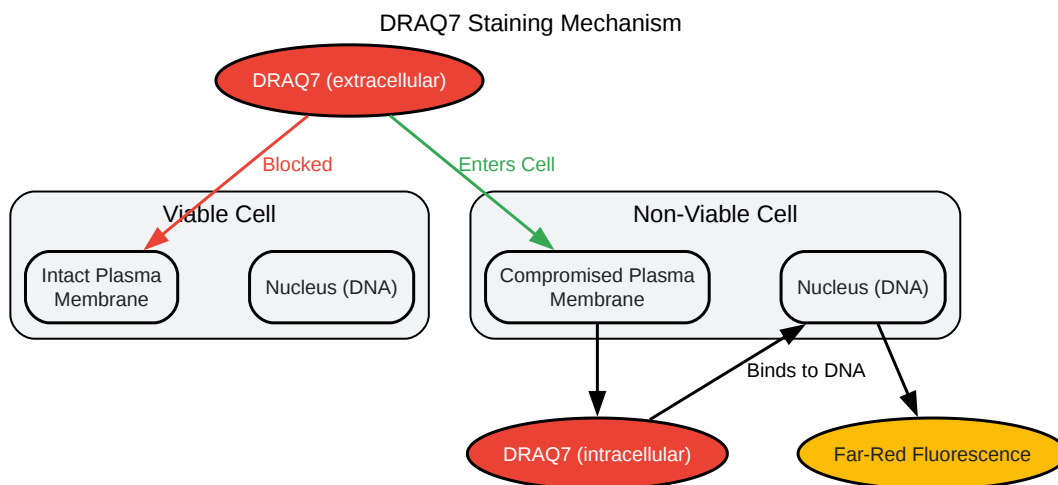 DRAQ7 Staining Mechanism
DRAQ7 (extracellular)
Blocked
Enters Cell
Viable Cell
Non-Viable Cell
Intact Plasma
Membrane
Nucleus (DNA)
Compromised Plasma
Membrane
Nucleus (DNA)
Binds to DNA
DRAQ7 (intracellular)
Far-Red Fluorescence